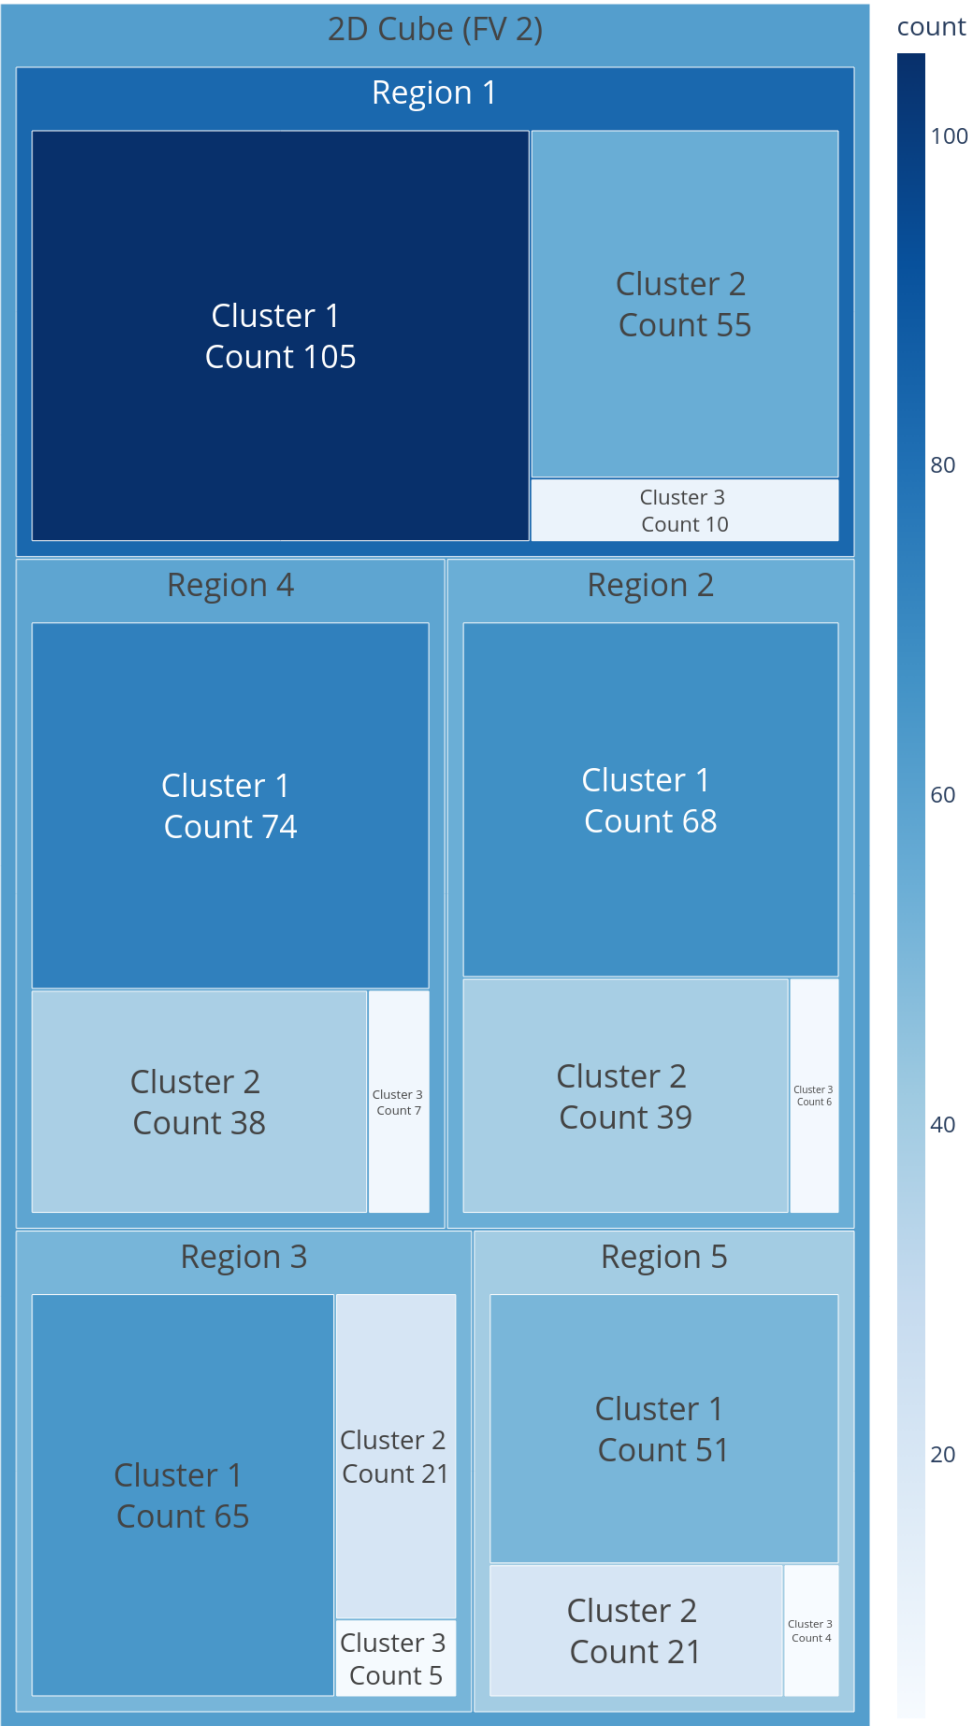 2D Cube (FV 2)
count
Region 1
Cluster 1
Count 105
Cluster 2
Count 55
Cluster 3
Count 10
Region 4
Cluster 1
Count 74
Cluster 2
Count 38
Cluster 3
Count 7
Region 2
Cluster 1
Count 68
Cluster 2
Count 39
Cluster 3
Count 6
Region 3
Cluster 1
Count 65
Cluster 2
Count 21
Cluster 3
Count 5
Region 5
Cluster 1
Count 51
Cluster 2
Count 21
Cluster 3
Count 4
100
80
60
40
20